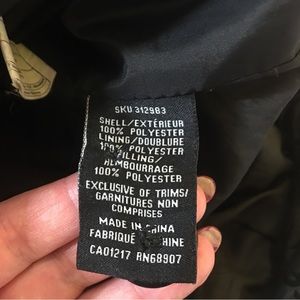 SKU 312983
SHELL/EXTÉRIEUR
100% POLYESTER
LINING/DOUBLURE
100% POLYESTER
FILLING/
REMBOURRAGE
100% POLYESTER
EXCLUSIVE OF TRIMS/
GARNITURES NON
COMPRISES
MADE IN CHINA
FABRIQUÉ CHINE
CA01217 RN68907